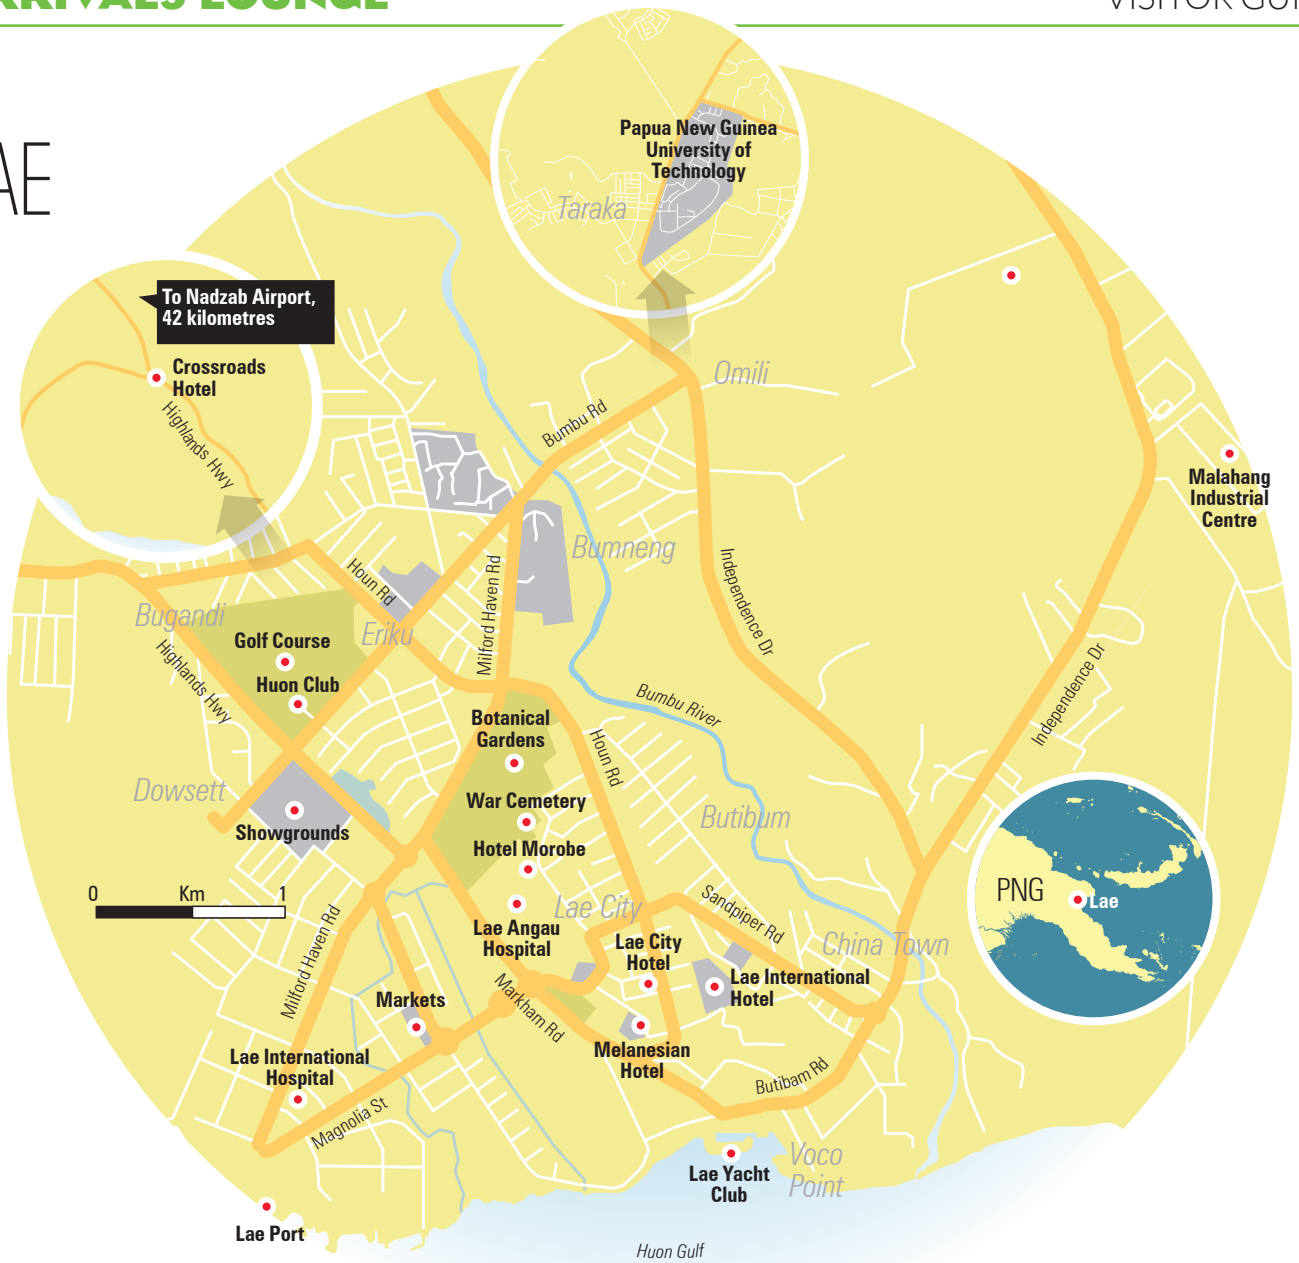 ARRIVALS LOUNGE
VISITOR GUI
AE
Papua New Guinea
University of
Technology
Taraka
To Nadzab Airport,
42 kilometres
Crossroads
Hotel
Highlands Hwy
Omili
Bumbu Rd
Malahang
Industrial
Centre
Bumneng
Houn Rd
Milford Haven Rd
Independence Dr
Bugandi
Eriku
Golf Course
Huon Club
Highlands Hwy
Independence Dr
Bumbu River
Botanical
Gardens
Houn Rd
Dowsett
War Cemetery
Butibum
Showgrounds
Hotel Morobe
0 Km 1
Lae City
Sandpiper Rd
PNG
Lae
Lae Angau
Hospital
Lae City
Hotel
China Town
Milford Haven Rd
Lae International
Hotel
Markets
Markham Rd
Melanesian
Hotel
Lae International
Hospital
Butibam Rd
Magnolia St
Voco
Point
Lae Yacht
Club
Lae Port
Huon Gulf